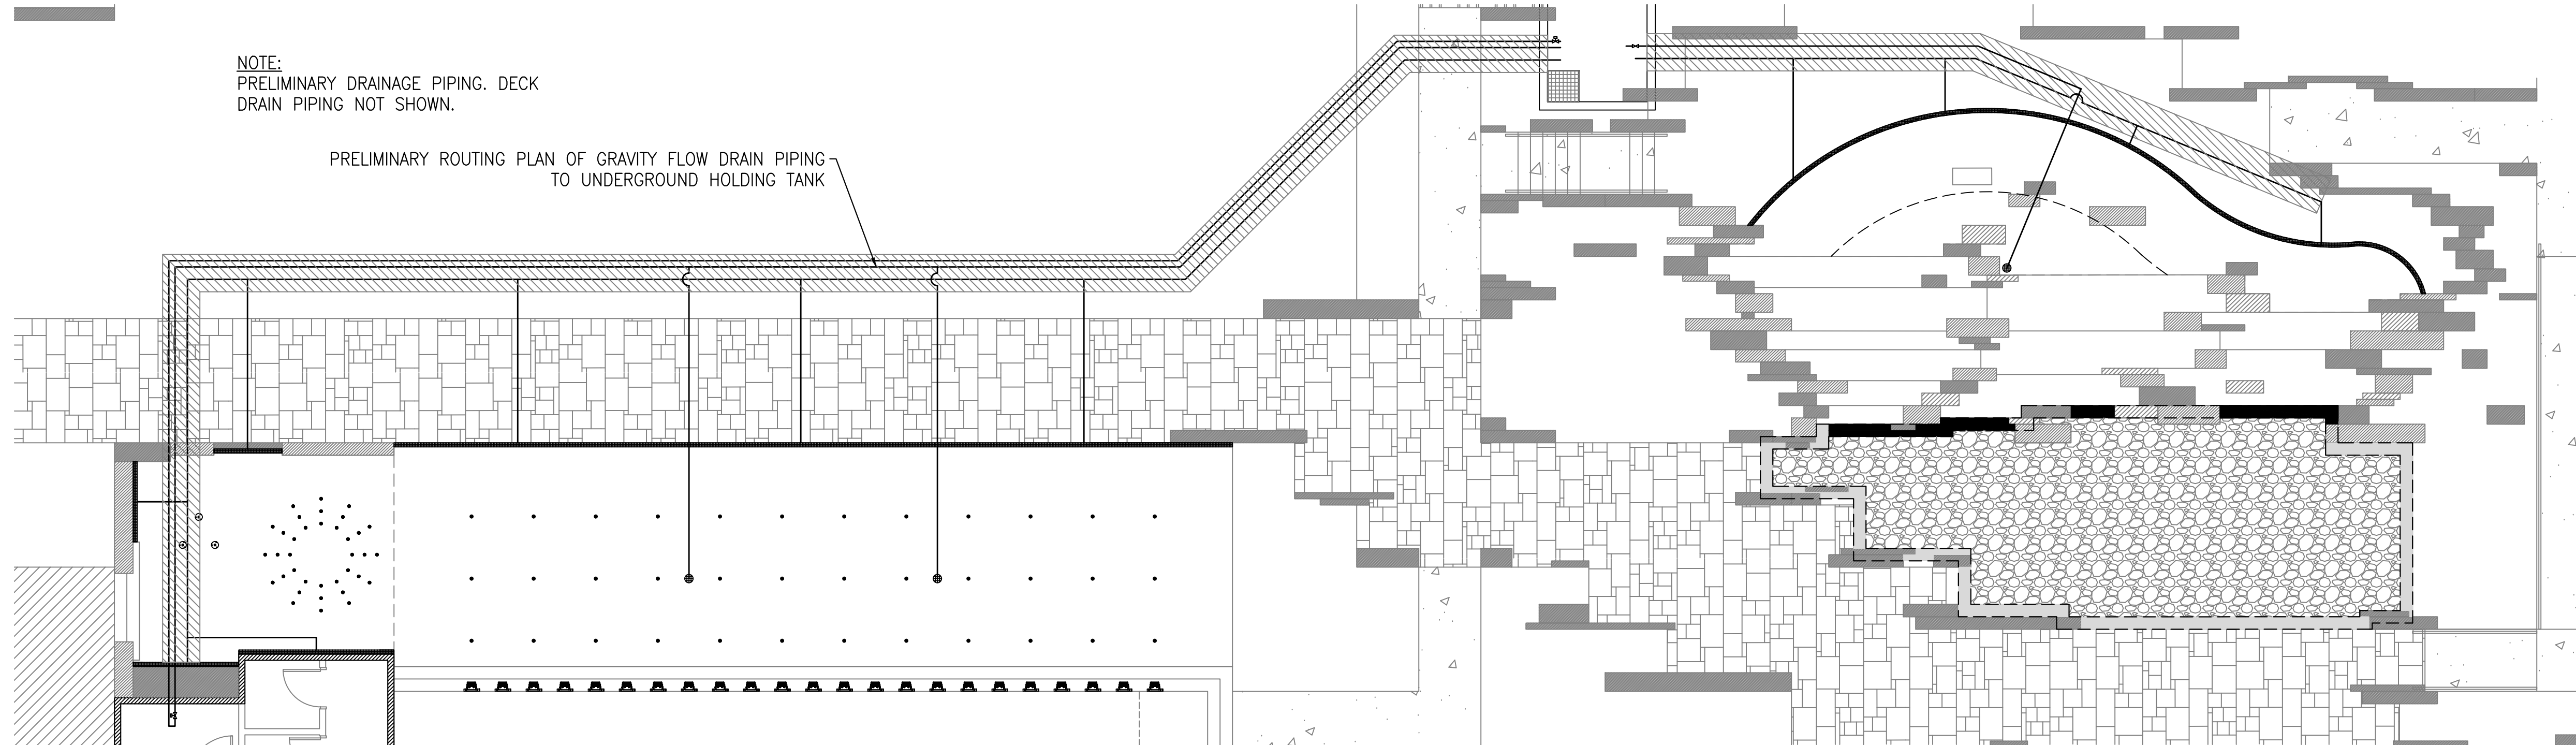 NOTE:
PRELIMINARY DRAINAGE PIPING. DECK
DRAIN PIPING NOT SHOWN.
PRELIMINARY ROUTING PLAN OF GRAVITY FLOW DRAIN PIPING
TO UNDERGROUND HOLDING TANK